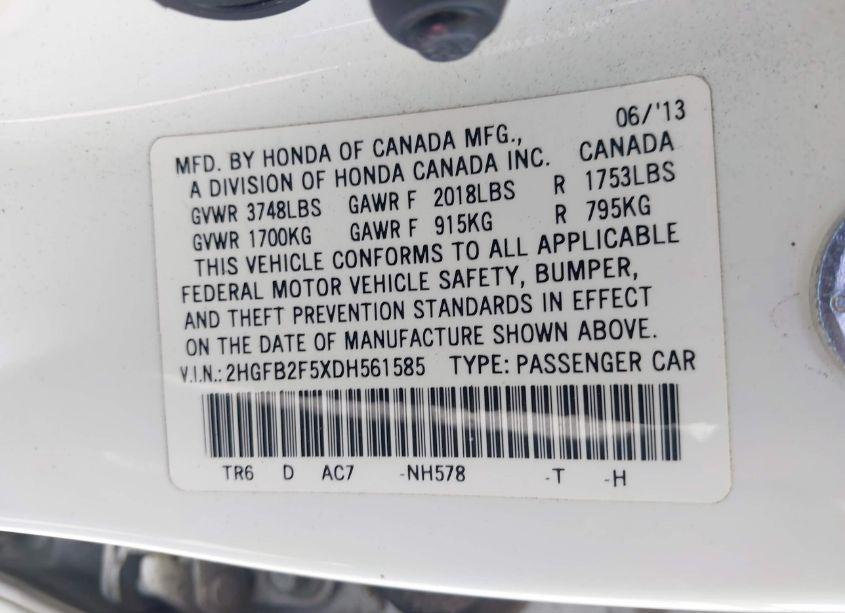 06/'13
MFD. BY HONDA OF CANADA MFG., CANADA
A DIVISION OF HONDA CANADA INC.
GVWR 3748LBS GAWR F 2018LBS R 1753LBS
GVWR 1700KG GAWR F 915KG R 795KG
THIS VEHICLE CONFORMS TO ALL APPLICABLE
FEDERAL MOTOR VEHICLE SAFETY, BUMPER,
AND THEFT PREVENTION STANDARDS IN EFFECT
ON THE DATE OF MANUFACTURE SHOWN ABOVE.
V.I.N.: 2HGFB2F5XDH561585 TYPE: PASSENGER CAR
TR6 D AC7 -NH578 -T -H